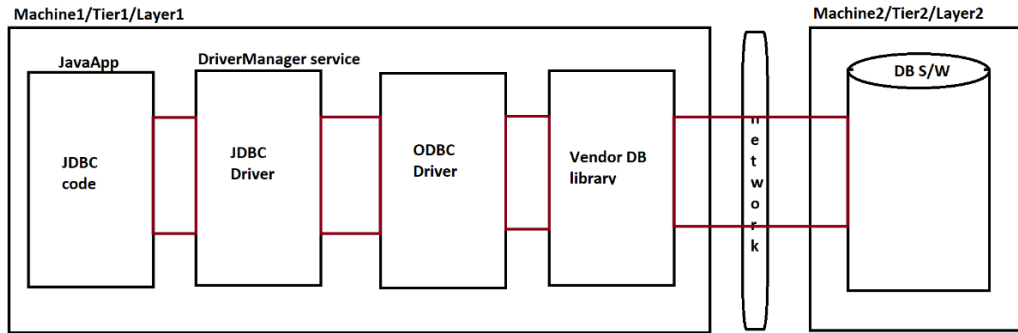 Machine1/Tier1/Layer1
Machine2/Tier2/Layer2
JavaApp
DriverManager service
DB S/W
JDBC
code
JDBC
Driver
ODBC
Driver
Vendor DB
library
network